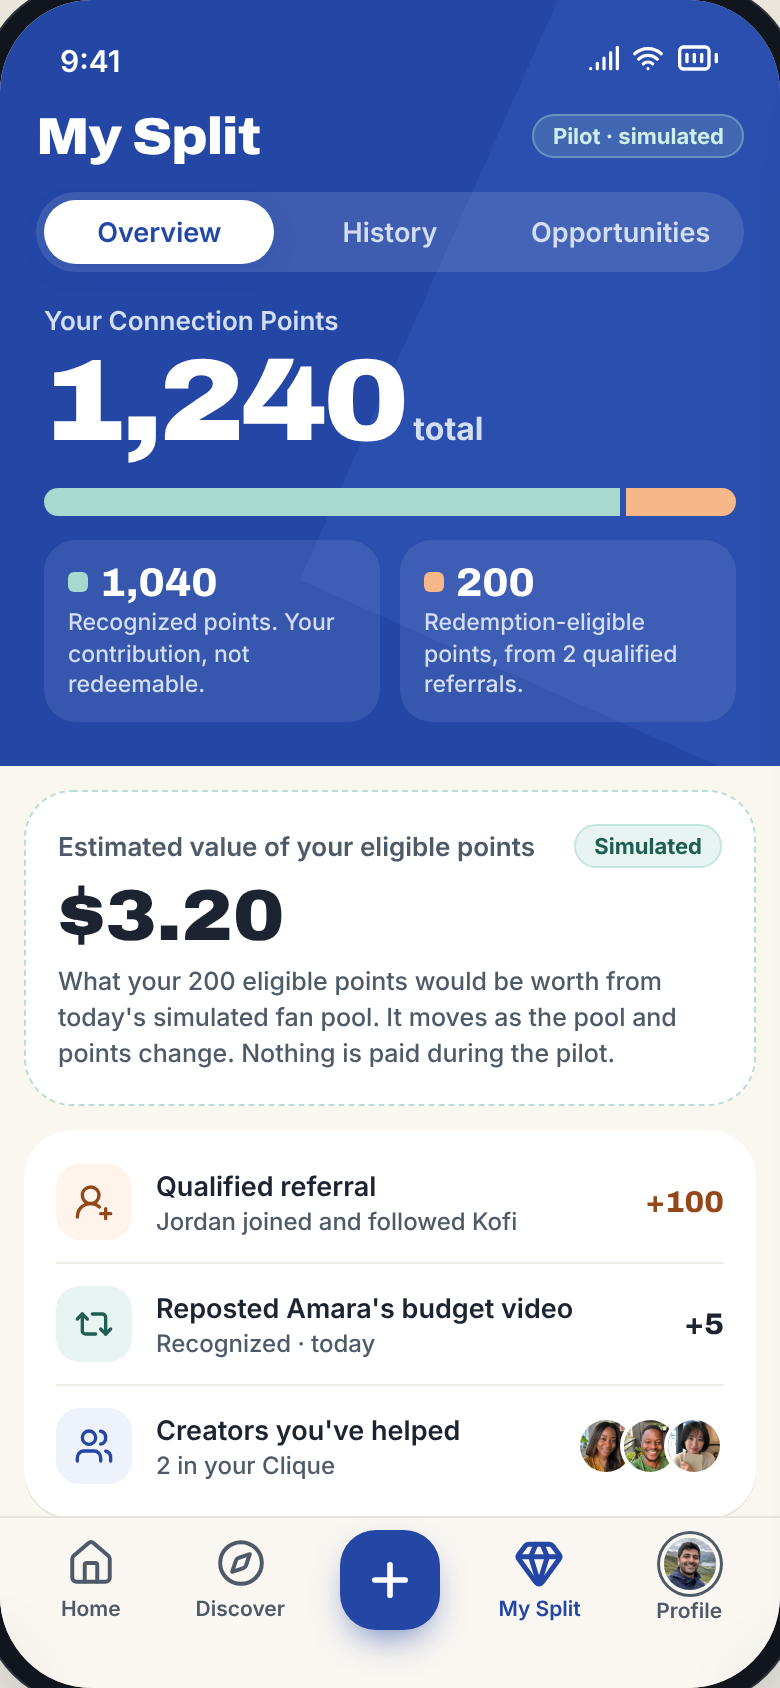 9:41
My Split
Pilot · simulated
Overview
History
Opportunities
Your Connection Points
1,240 total
1,040
Recognized points. Your
contribution, not
redeemable.
200
Redemption-eligible
points, from 2 qualified
referrals.
Estimated value of your eligible points
Simulated
$3.20
What your 200 eligible points would be worth from
today's simulated fan pool. It moves as the pool and
points change. Nothing is paid during the pilot.
Qualified referral
Jordan joined and followed Kofi
+100
Reposted Amara's budget video
Recognized · today
+5
Creators you've helped
2 in your Clique
Home
Discover
My Split
Profile